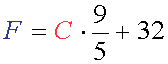 F = C · 9/5 + 32